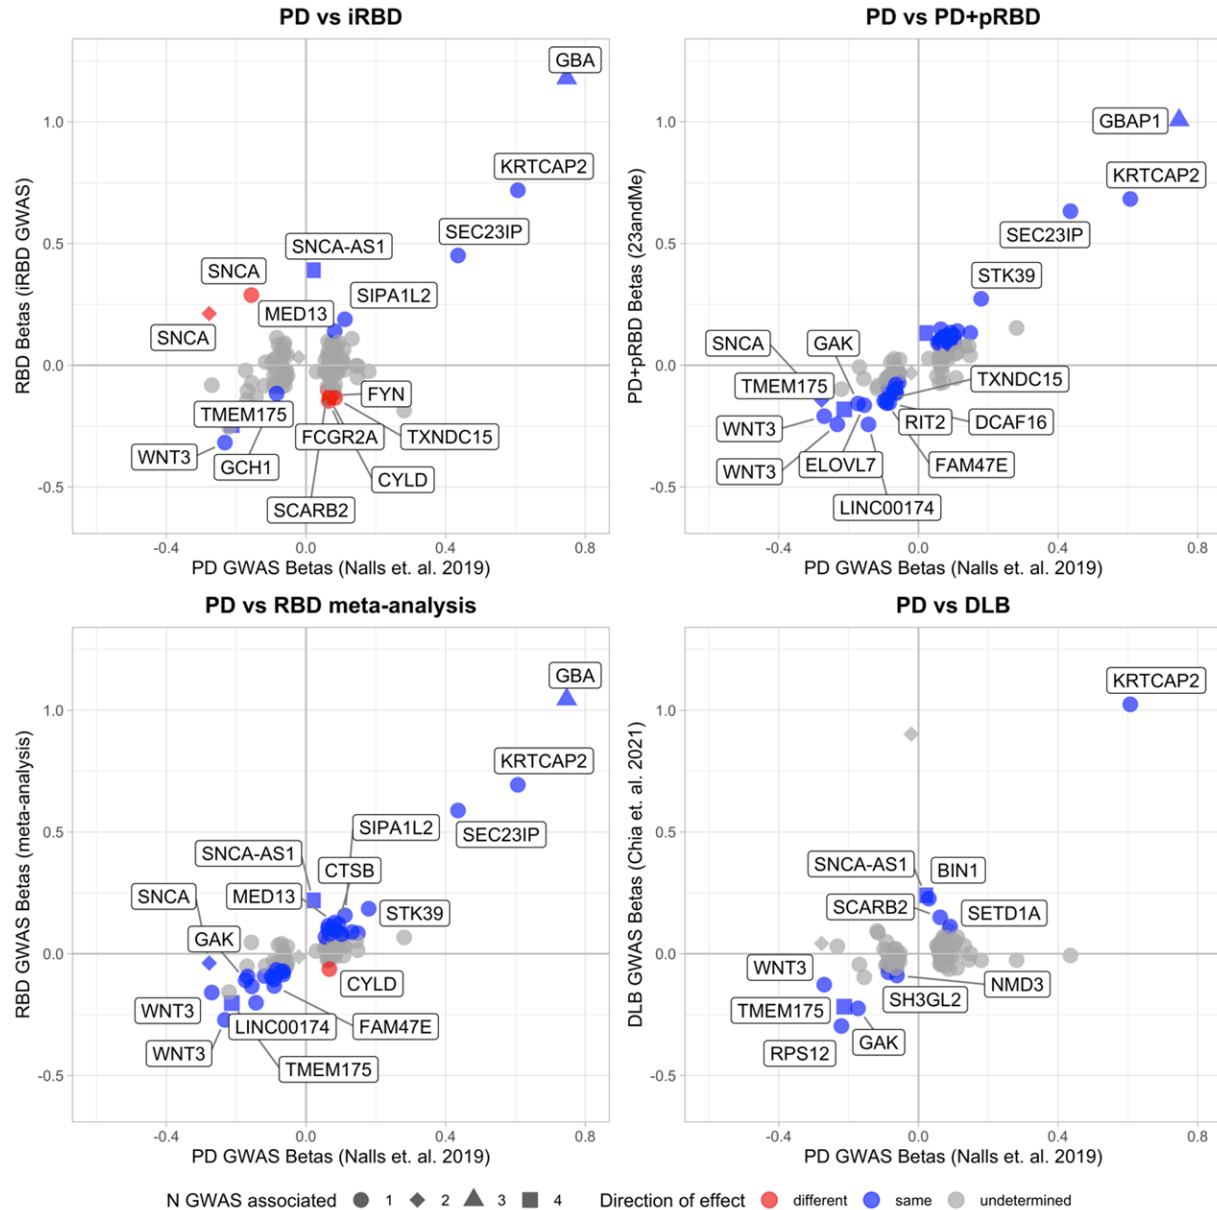 PD vs iRBD
RBD Betas (iRBD GWAS)
1.0
0.5
0.0
-0.5
GBA
KRTCAP2
SEC23IP
SNCA-AS1
SNCA
SIPA1L2
MED13
SNCA
FYN
TMEM175
FCGR2A
TXNDC15
WNT3
GCH1
CYLD
SCARB2
-0.4
0.0
0.4
0.8
PD GWAS Betas (Nalls et. al. 2019)
PD vs PD+pRBD
PD+pRBD Betas (23andMe)
1.0
0.5
0.0
-0.5
GBAP1
KRTCAP2
SEC23IP
STK39
SNCA
GAK
TMEM175
TXNDC15
WNT3
RIT2
DCAF16
WNT3
ELOVL7
FAM47E
LINC00174
-0.4
0.0
0.4
0.8
PD GWAS Betas (Nalls et. al. 2019)
PD vs RBD meta-analysis
RBD GWAS Betas (meta-analysis)
1.0
0.5
0.0
-0.5
GBA
KRTCAP2
SIPA1L2
SEC23IP
SNCA-AS1
CTSB
SNCA
MED13
STK39
GAK
CYLD
WNT3
LINC00174
FAM47E
WNT3
TMEM175
-0.4
0.0
0.4
0.8
PD GWAS Betas (Nalls et. al. 2019)
PD vs DLB
DLB GWAS Betas (Chia et. al. 2021)
1.0
0.5
0.0
-0.5
KRTCAP2
SNCA-AS1
BIN1
SCARB2
SETD1A
WNT3
NMD3
SH3GL2
TMEM175
GAK
RPS12
-0.4
0.0
0.4
0.8
PD GWAS Betas (Nalls et. al. 2019)
N GWAS associated 1 2 3 4 Direction of effect different same undetermined